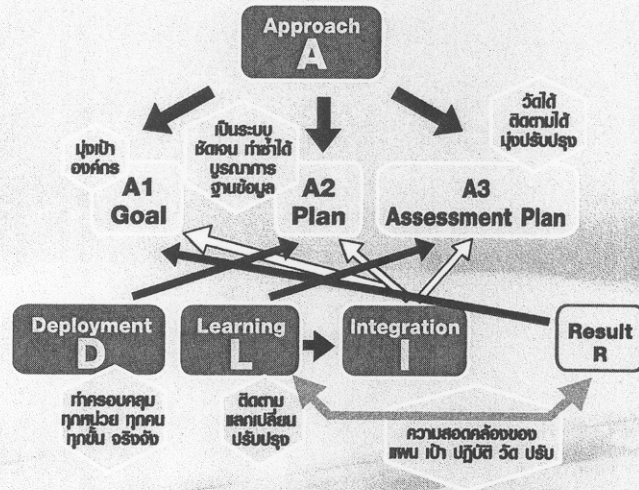 Approach
A
มุ่งเป้า
องค์กร
เป็นระบบ
ชัดเจน ทำซ้ำได้
บูรณาการ
ฐานข้อมูล
วัดได้
ติดตามได้
มุ่งปรับปรุง
A1
Goal
A2
Plan
A3
Assessment Plan
Deployment
D
Learning
L
Integration
I
Result
R
ทำครอบคลุม
ทุกหน่วย ทุกคน
ทุกขั้น จริงจัง
ติดตาม
แลกเปลี่ยน
ปรับปรุง
ความสอดคล้องของ
แผน เป้า ปฏิบัติ วัด ปรับ